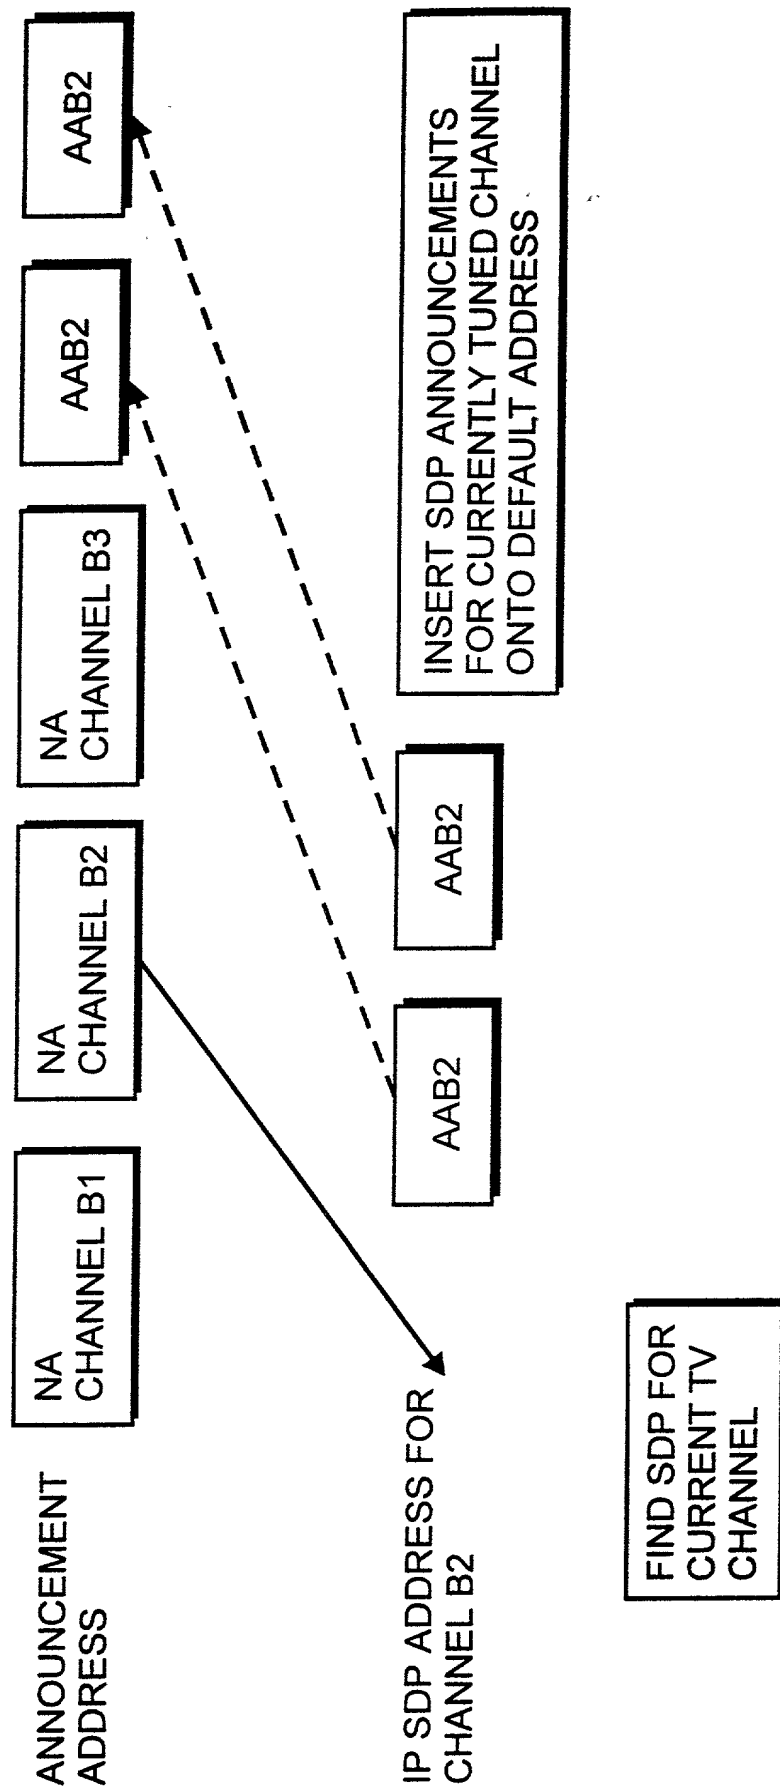 ANNOUNCEMENT
ADDRESS
NA
CHANNEL B1
NA
CHANNEL B2
NA
CHANNEL B3
AAB2
AAB2
IP SDP ADDRESS FOR
CHANNEL B2
AAB2
AAB2
INSERT SDP ANNOUNCEMENTS
FOR CURRENTLY TUNED CHANNEL
ONTO DEFAULT ADDRESS
FIND SDP FOR
CURRENT TV
CHANNEL